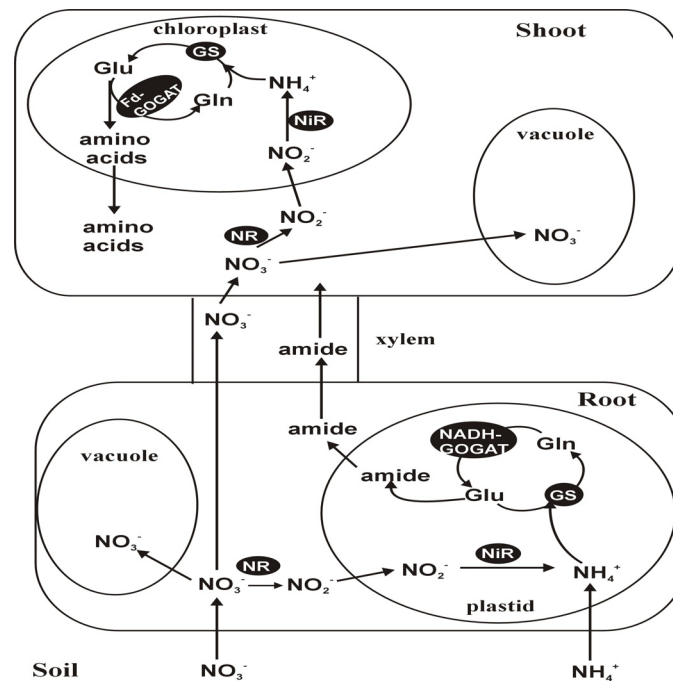 chloroplast
Shoot
GS
Glu
NH₄⁺
Fd-
GOGAT
Gln
NiR
amino
acids
vacuole
NO₂⁻
amino
acids
NO₂⁻
NR
NO₃⁻
NO₃⁻
NO₃⁻
xylem
amide
Root
amide
NADH-
GOGAT
Gln
vacuole
amide
Glu
GS
NO₃⁻
NR
NiR
NO₃⁻
NO₂⁻
NO₂⁻
NH₄⁺
plastid
Soil
NO₃⁻
NH₄⁺